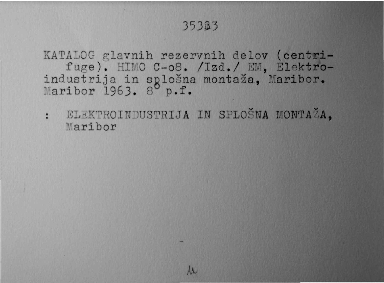 35383
KATALOG glavnih rezervnih delov (centri-
fuge). HIMO C-08. /Izd./ EM, Elektro-
industrija in splošna montaža, Maribor.
Maribor 1963. 8° p.f.
: ELEKTROINDUSTRIJA IN SPLOŠNA MONTAŽA,
Maribor